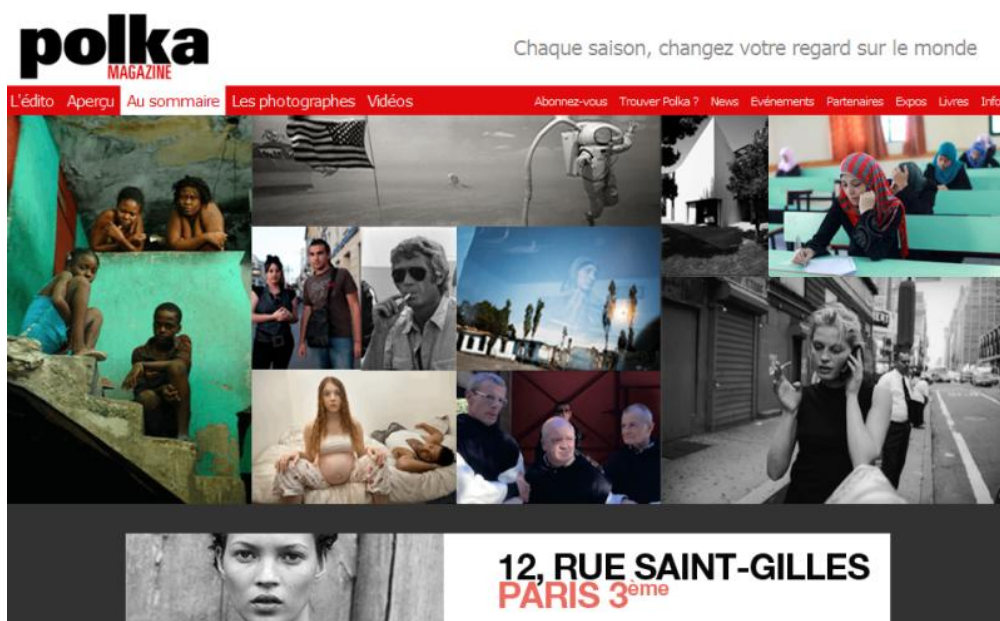 polka
MAGAZINE
Chaque saison, changez votre regard sur le monde
L'édito Aperçu Au sommaire Les photographes Vidéos
Abonnez-vous Trouver Polka ? News Evénements Partenaires Expos Livres Info
12, RUE SAINT-GILLES
PARIS 3ème